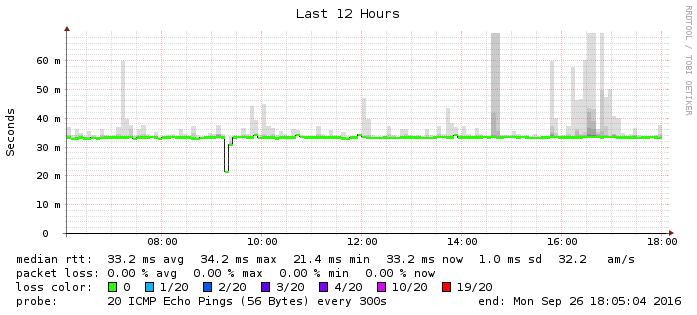 Last 12 Hours
RRDTOOL / TOBI OETIKER
Seconds
60 m
50 m
40 m
30 m
20 m
10 m
0
08:00 10:00 12:00 14:00 16:00 18:00
median rtt: 33.2 ms avg 34.2 ms max 21.4 ms min 33.2 ms now 1.0 ms sd 32.2 am/s
packet loss: 0.00 % avg 0.00 % max 0.00 % min 0.00 % now
loss color: 0 1/20 2/20 3/20 4/20 10/20 19/20
probe: 20 ICMP Echo Pings (56 Bytes) every 300s end: Mon Sep 26 18:05:04 2016